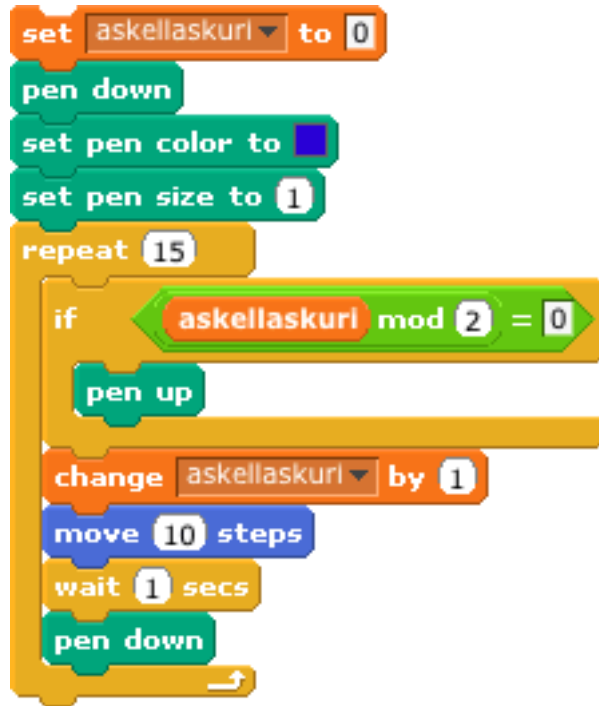 set askellaskuri to 0
pen down
set pen color to
set pen size to 1
repeat 15
if askellaskuri mod 2 = 0
pen up
change askellaskuri by 1
move 10 steps
wait 1 secs
pen down